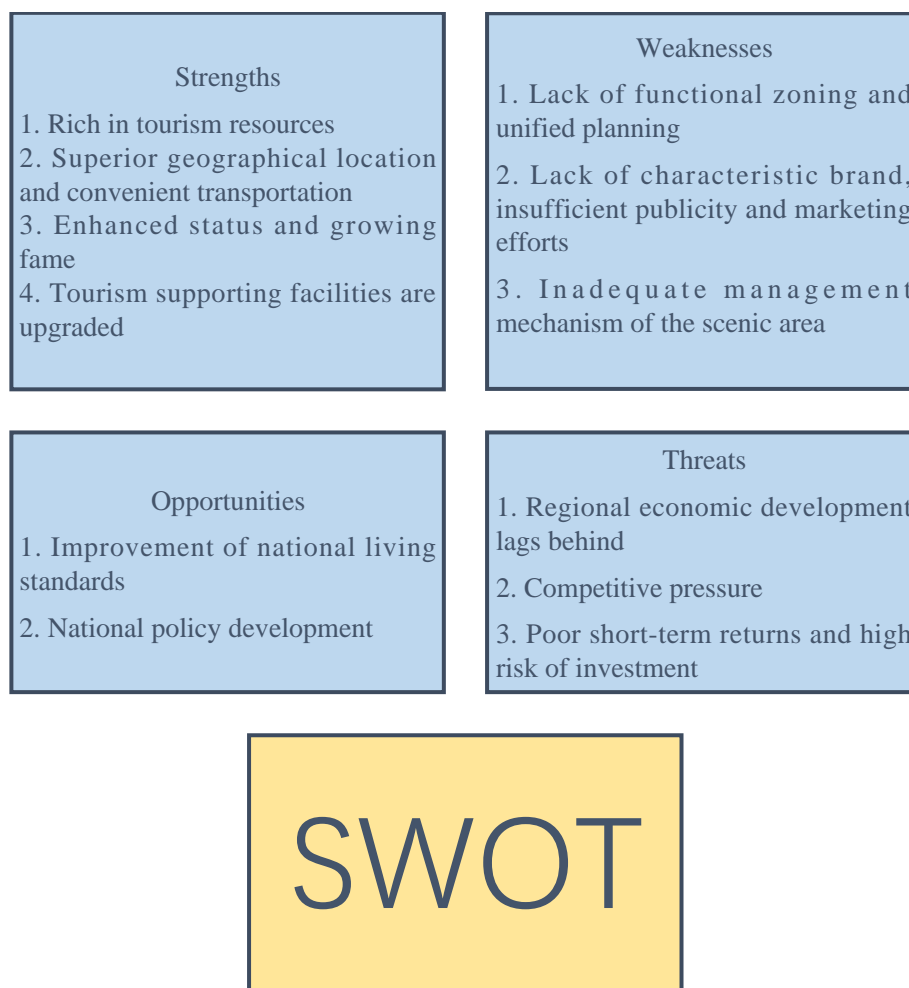 Strengths
1. Rich in tourism resources
2. Superior geographical location
and convenient transportation
3. Enhanced status and growing
fame
4. Tourism supporting facilities are
upgraded
Weaknesses
1. Lack of functional zoning and
unified planning
2. Lack of characteristic brand,
insufficient publicity and marketing
efforts
3. Inadequate management
mechanism of the scenic area
Opportunities
1. Improvement of national living
standards
2. National policy development
Threats
1. Regional economic development
lags behind
2. Competitive pressure
3. Poor short-term returns and high
risk of investment
SWOT